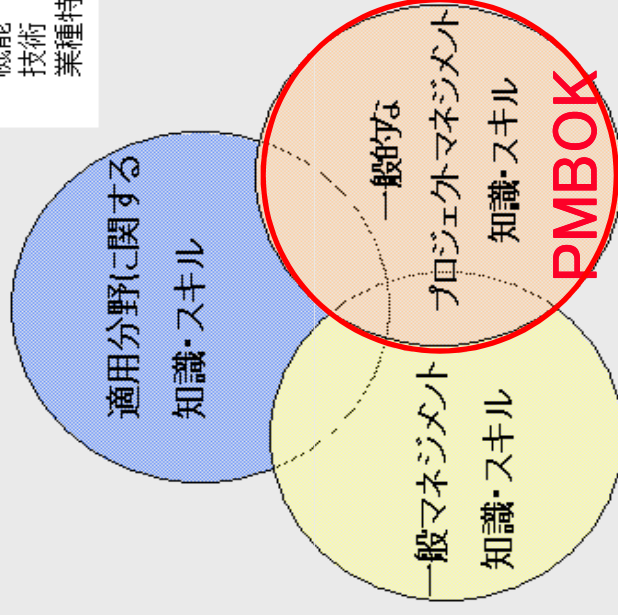 技術
業種特
適用分野に関する
知識・スキル
一般的な
プロジェクトマネジメント
知識・スキル
PMBOK
一般マネジメント
知識・スキル